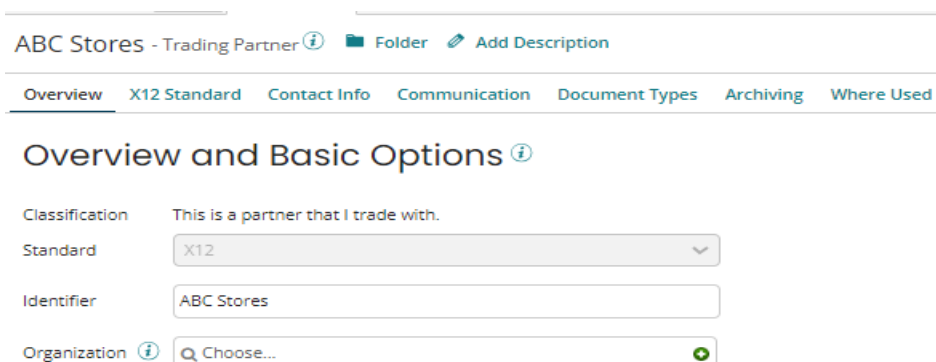 ABC Stores - Trading Partner i Folder Add Description
Overview X12 Standard Contact Info Communication Document Types Archiving Where Used
Overview and Basic Options i
Classification This is a partner that I trade with.
Standard X12
Identifier ABC Stores
Organization i Choose...